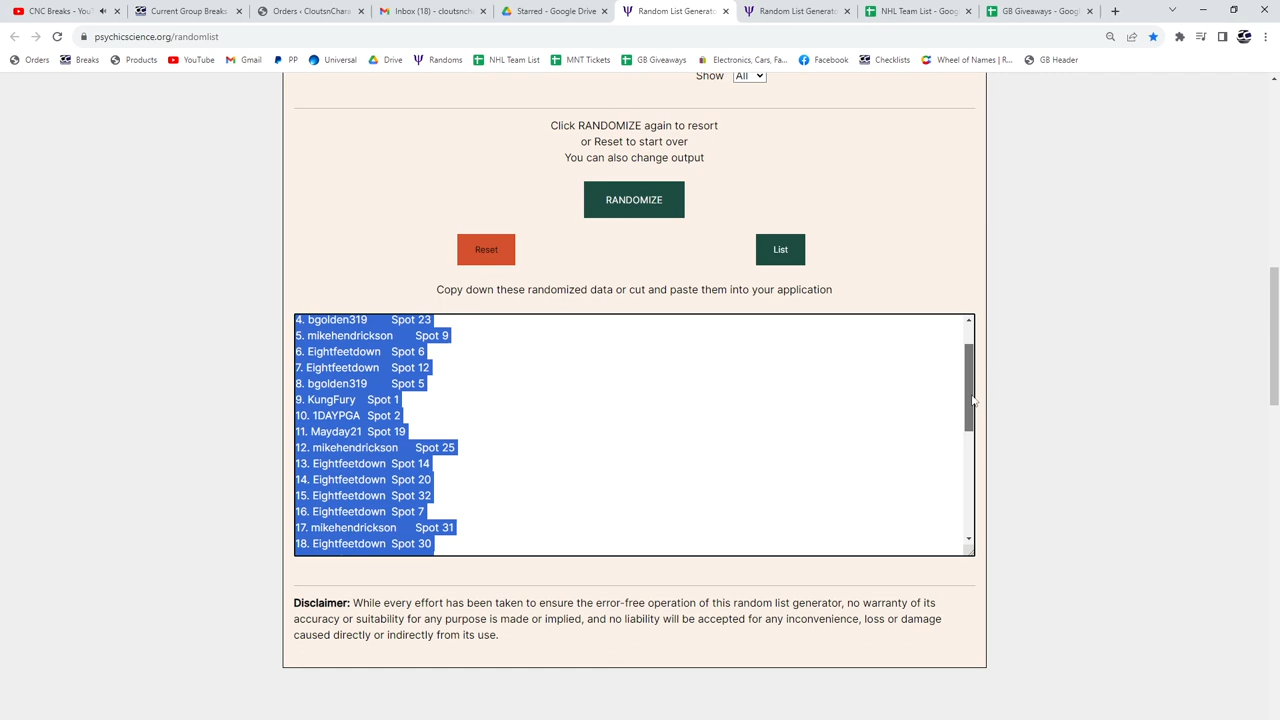 CNC Breaks - You
Current Group Breaks
Orders < CloutsnChara
Inbox (18) - cloutsnch
Starred - Google Drive
Random List Generato
Random List Generato
NHL Team List - Goog
GB Giveaways - Goog
psychicscience.org/randomlist
Orders
Breaks
Products
YouTube
Gmail
PP
Universal
Drive
Randoms
NHL Team List
MNT Tickets
GB Giveaways
Electronics, Cars, Fa...
Facebook
Checklists
Wheel of Names | R...
GB Header
Show All
Click RANDOMIZE again to resort
or Reset to start over
You can also change output
RANDOMIZE
Reset
List
Copy down these randomized data or cut and paste them into your application
4. bgolden319 Spot 23
5. mikehendrickson Spot 9
6. Eightfeetdown Spot 6
7. Eightfeetdown Spot 12
8. bgolden319 Spot 5
9. KungFury Spot 1
10. 1DAYPGA Spot 2
11. Mayday21 Spot 19
12. mikehendrickson Spot 25
13. Eightfeetdown Spot 14
14. Eightfeetdown Spot 20
15. Eightfeetdown Spot 32
16. Eightfeetdown Spot 7
17. mikehendrickson Spot 31
18. Eightfeetdown Spot 30
Disclaimer: While every effort has been taken to ensure the error-free operation of this random list generator, no warranty of its
accuracy or suitability for any purpose is made or implied, and no liability will be accepted for any inconvenience, loss or damage
caused directly or indirectly from its use.